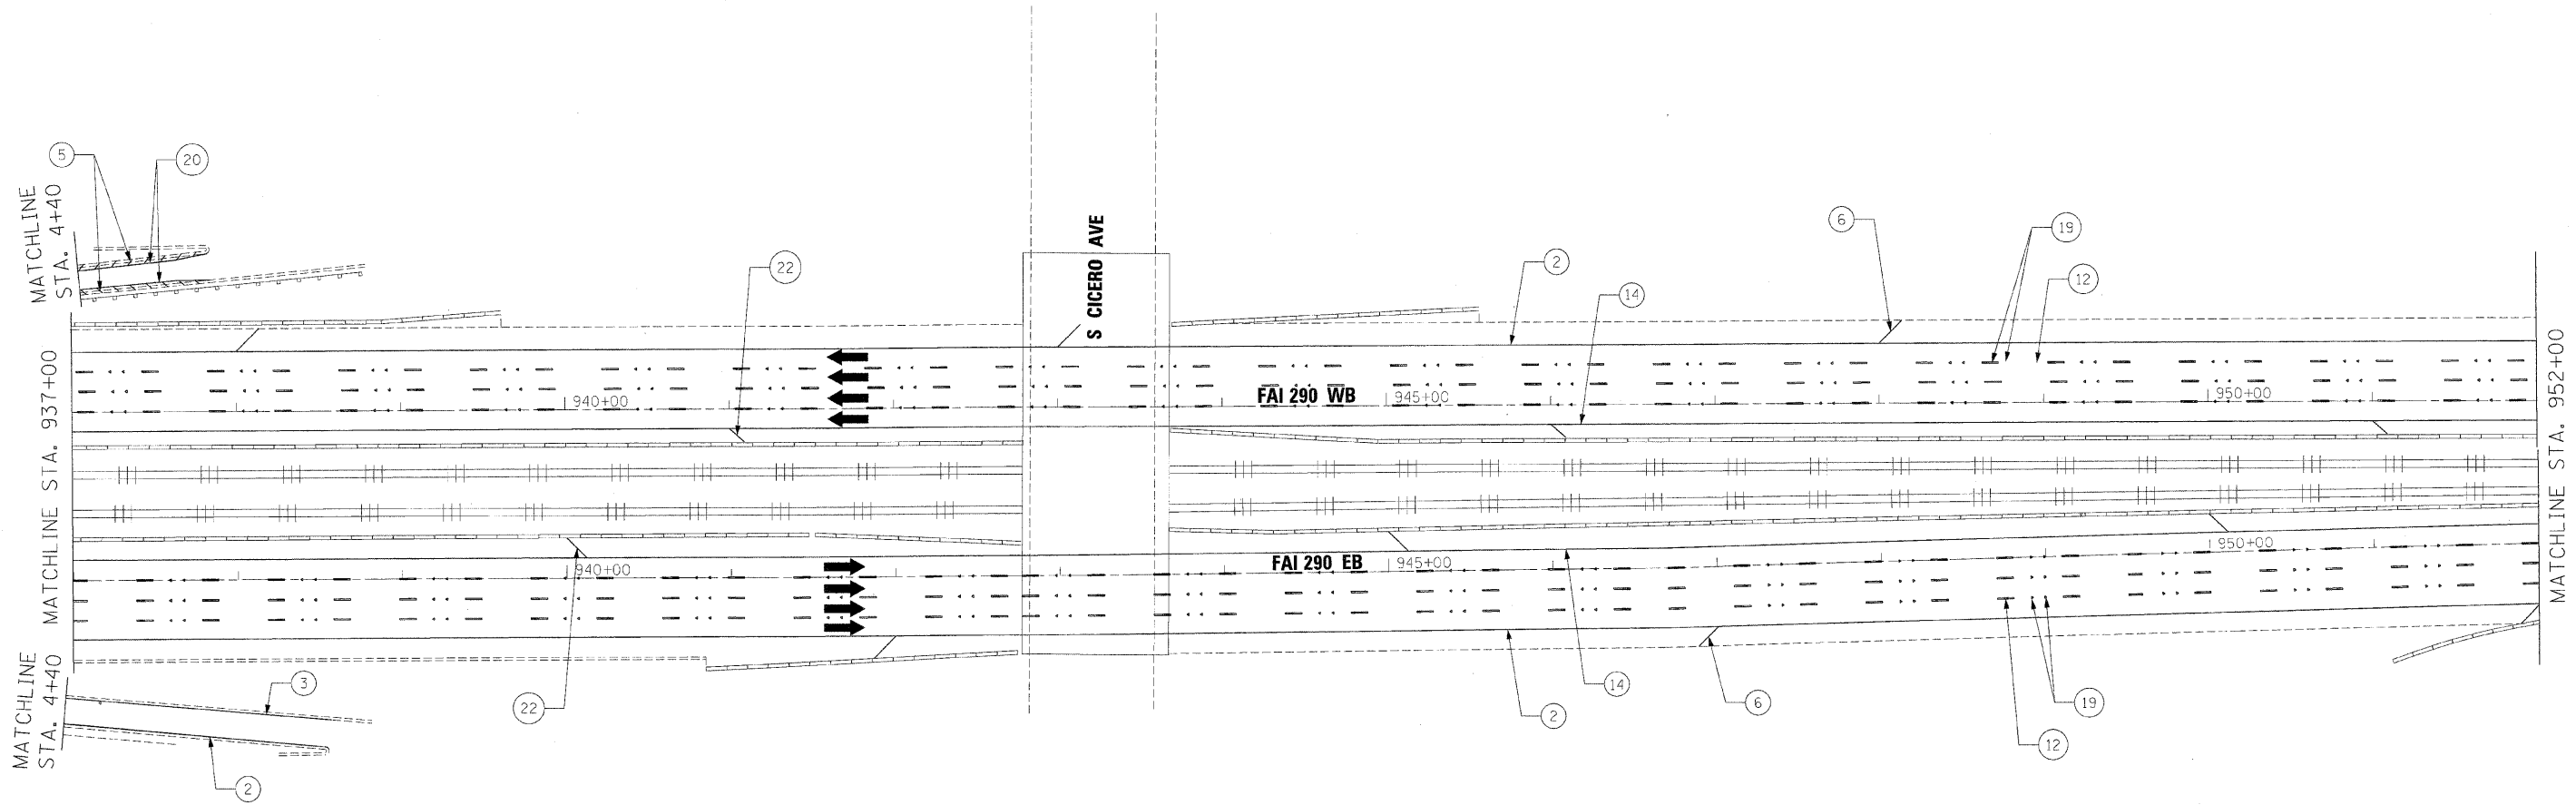 MATCHLINE
STA. 4+40
5
20
22
S CICERO AVE
2
14
6
19
12
MATCHLINE STA. 937+00
940+00
FAI 290 WB
945+00
950+00
MATCHLINE STA. 952+00
940+00
FAI 290 EB
945+00
950+00
MATCHLINE
STA. 4+40
3
2
22
14
2
6
19
12